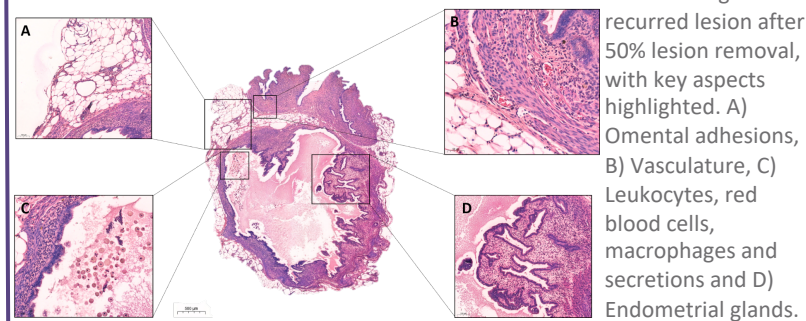 recurred lesion after
50% lesion removal,
with key aspects
highlighted. A)
Omental adhesions,
B) Vasculature, C)
Leukocytes, red
blood cells,
macrophages and
secretions and D)
Endometrial glands.
A
B
C
D
500 µm